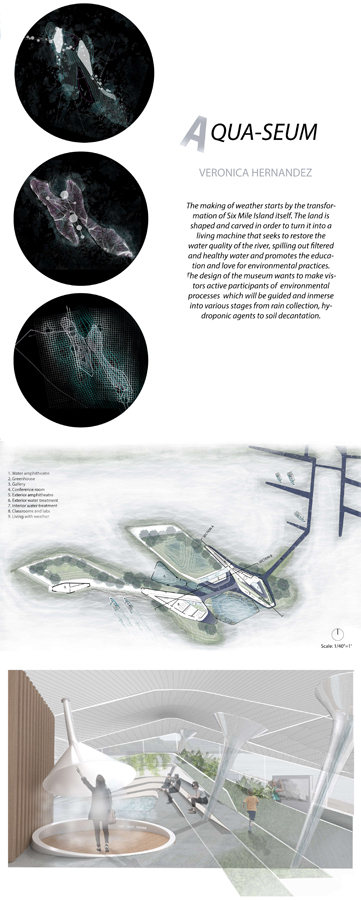 AQUA-SEUM
VERONICA HERNANDEZ
The making of weather starts by the transfor-
mation of Six Mile Island itself. The land is
shaped and carved in order to turn it into a
living machine that seeks to restore the
water quality of the river, spilling out filtered
and healthy water and promotes the educa-
tion and love for environmental practices.
The design of the museum wants to make vis-
tors active participants of environmental
processes which will be guided and inmerse
into various stages from rain collection, hy-
droponic agents to soil decantation.
1. Water amphitheatre
2. Greenhouse
3. Gallery
4. Conference room
5. Exterior amphitheatre
6. Exterior water treatment
7. Interior water treatment
8. Classrooms and labs
9. Living with weather
Scale: 1/40"=1'